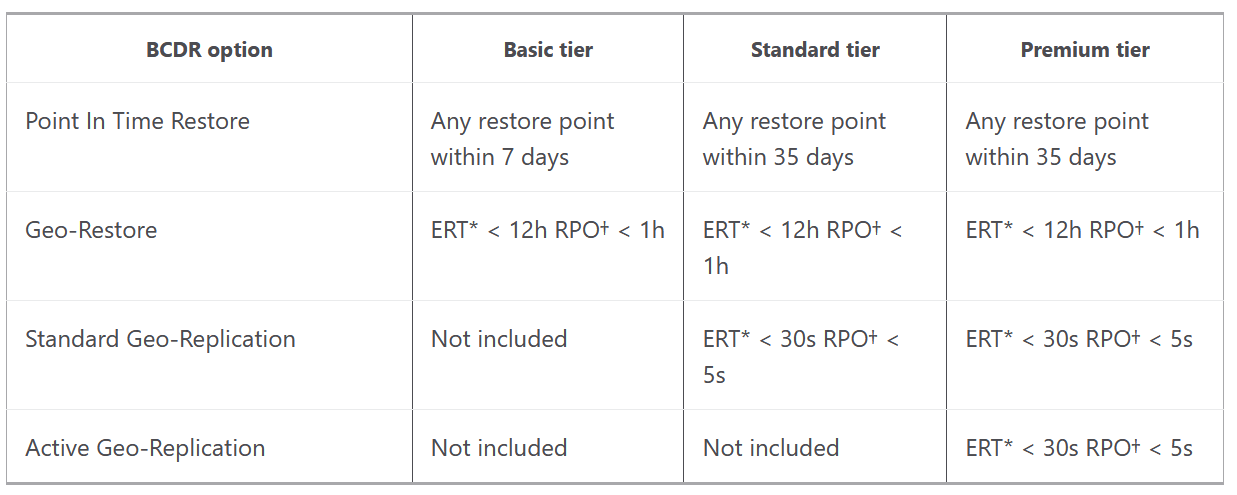 BCDR option Basic tier Standard tier Premium tier
Point In Time Restore Any restore point Any restore point Any restore point
within 7 days within 35 days within 35 days
Geo-Restore ERT* < 12h RPO† < 1h ERT* < 12h RPO† < ERT* < 12h RPO† < 1h
1h
Standard Geo-Replication Not included ERT* < 30s RPO† < ERT* < 30s RPO† < 5s
5s
Active Geo-Replication Not included Not included ERT* < 30s RPO† < 5s